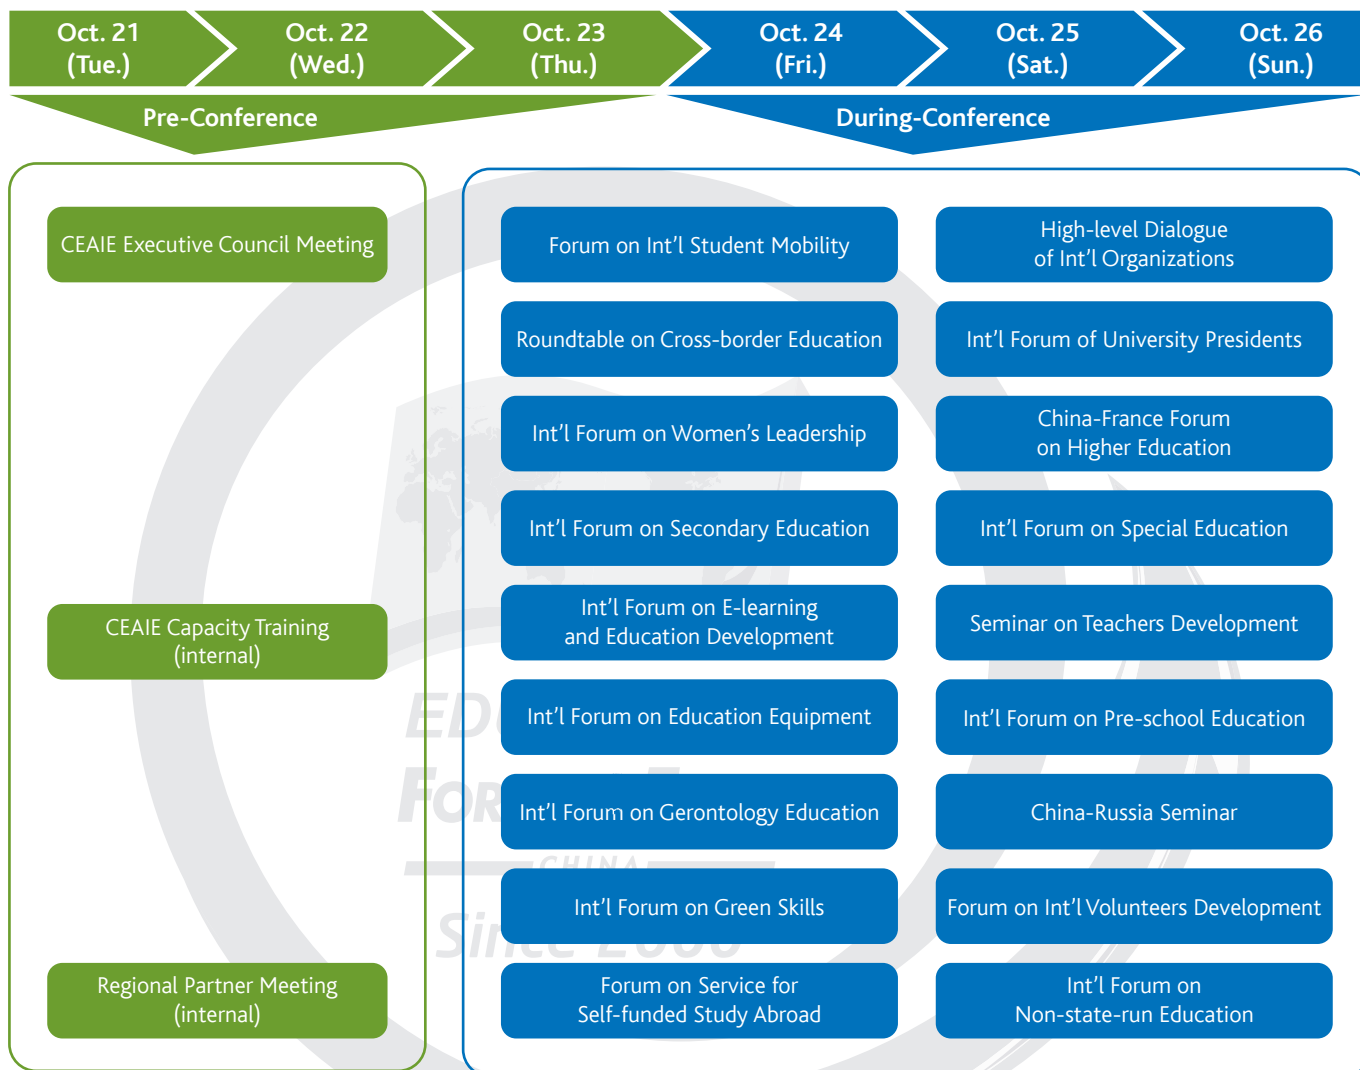 Oct. 21
(Tue.)
Oct. 22
(Wed.)
Oct. 23
(Thu.)
Oct. 24
(Fri.)
Oct. 25
(Sat.)
Oct. 26
(Sun.)
Pre-Conference
During-Conference
CEAIE Executive Council Meeting
CEAIE Capacity Training
(internal)
Regional Partner Meeting
(internal)
Forum on Int'l Student Mobility
Roundtable on Cross-border Education
Int'l Forum on Women's Leadership
Int'l Forum on Secondary Education
Int'l Forum on E-learning
and Education Development
Int'l Forum on Education Equipment
Int'l Forum on Gerontology Education
Int'l Forum on Green Skills
Forum on Service for
Self-funded Study Abroad
High-level Dialogue
of Int'l Organizations
Int'l Forum of University Presidents
China-France Forum
on Higher Education
Int'l Forum on Special Education
Seminar on Teachers Development
Int'l Forum on Pre-school Education
China-Russia Seminar
Forum on Int'l Volunteers Development
Int'l Forum on
Non-state-run Education
CHINA
Since 2000